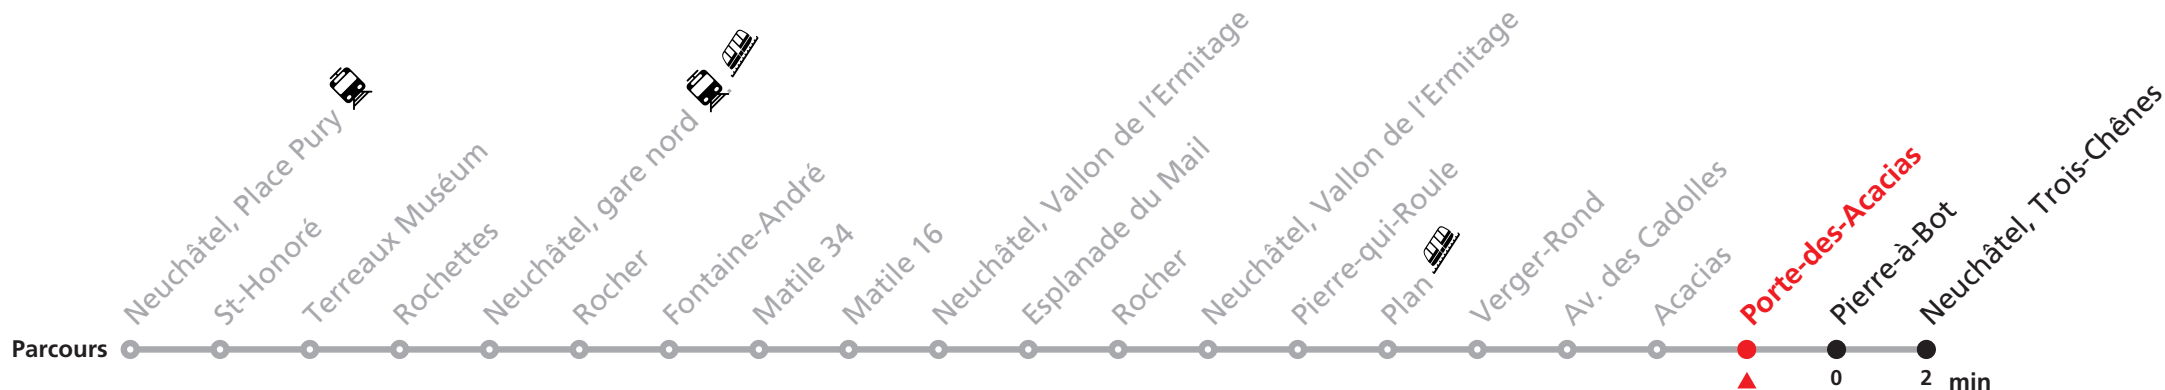 Neuchâtel, Place Pury
St-Honoré
Terreaux Muséum
Rochettes
Neuchâtel, gare nord
Rocher
Fontaine-André
Matile 34
Matile 16
Neuchâtel, Vallon de l'Ermitage
Esplanade du Mail
Rocher
Neuchâtel, Vallon de l'Ermitage
Pierre-qui-Roule
Plan
Verger-Rond
Av. des Cadolles
Acacias
Porte-des-Acacias
Pierre-à-Bot
Neuchâtel, Trois-Chênes
Parcours
0 2 min